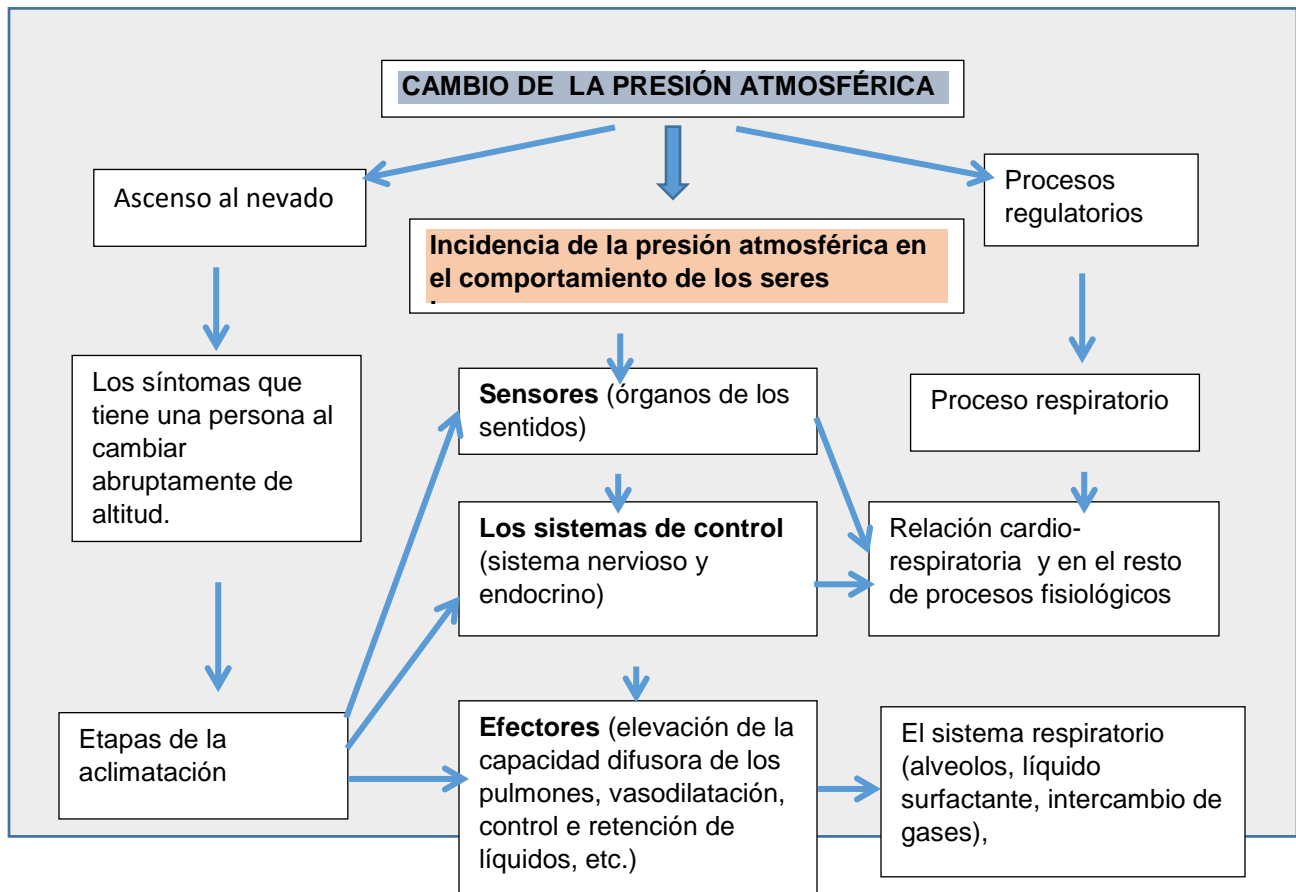 CAMBIO DE LA PRESIÓN ATMOSFÉRICA
Ascenso al nevado
Procesos
regulatorios
Incidencia de la presión atmosférica en
el comportamiento de los seres
Los síntomas que
tiene una persona al
cambiar
abruptamente de
altitud.
Sensores (órganos de los
sentidos)
Proceso respiratorio
Los sistemas de control
(sistema nervioso y
endocrino)
Relación cardio-
respiratoria y en el resto
de procesos fisiológicos
Etapas de la
aclimatación
Efectores (elevación de la
capacidad difusora de los
pulmones, vasodilatación,
control e retención de
líquidos, etc.)
El sistema respiratorio
(alveolos, líquido
surfactante, intercambio de
gases),